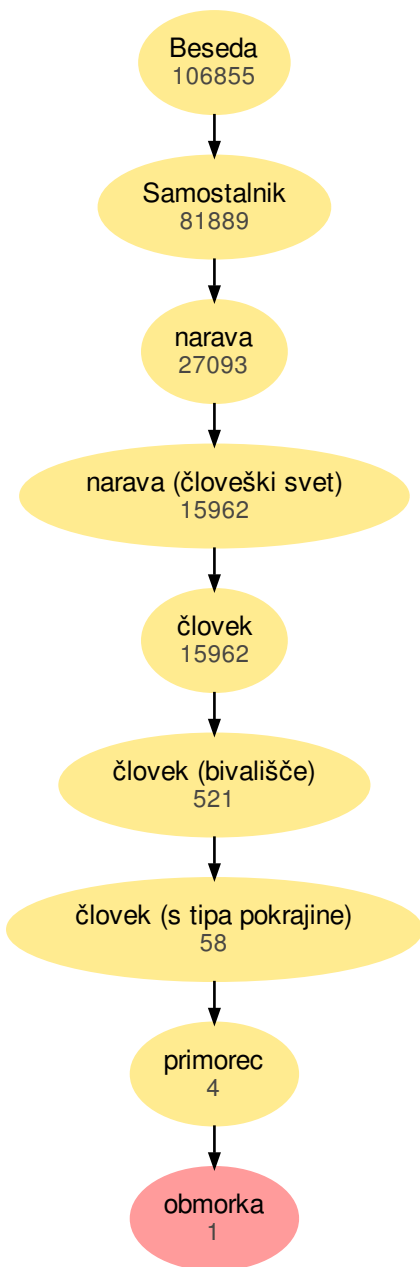 Beseda
106855
Samostalnik
81889
narava
27093
narava (človeški svet)
15962
človek
15962
človek (bivališče)
521
človek (s tipa pokrajine)
58
primorec
4
obmorka
1